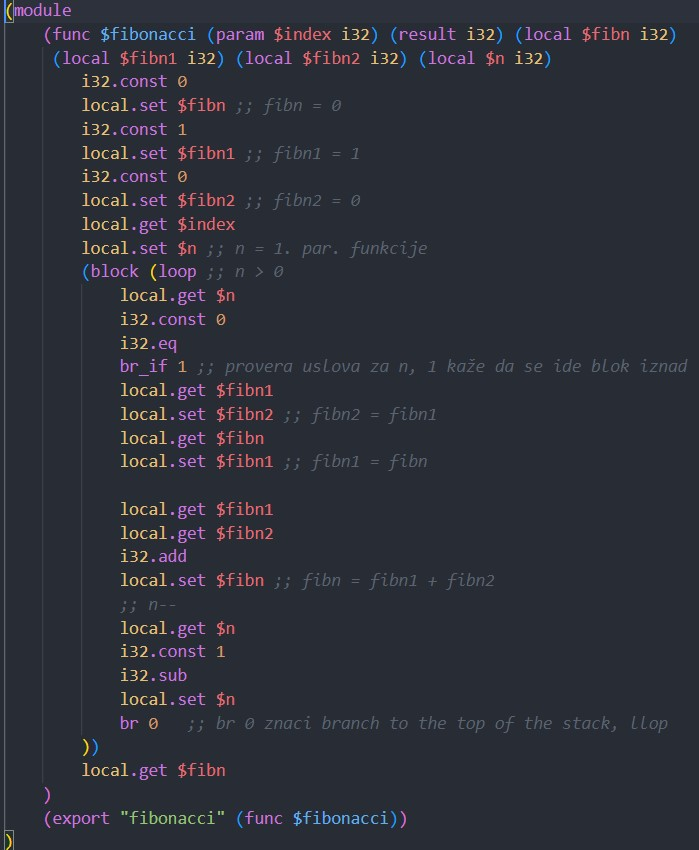 (module
(func $fibonacci (param $index i32) (result i32) (local $fibn i32)
(local $fibn1 i32) (local $fibn2 i32) (local $n i32)
i32.const 0
local.set $fibn ;; fibn = 0
i32.const 1
local.set $fibn1 ;; fibn1 = 1
i32.const 0
local.set $fibn2 ;; fibn2 = 0
local.get $index
local.set $n ;; n = 1. par. funkcije
(block (loop ;; n > 0
local.get $n
i32.const 0
i32.eq
br_if 1 ;; provera uslova za n, 1 kaže da se ide blok iznad
local.get $fibn1
local.set $fibn2 ;; fibn2 = fibn1
local.get $fibn
local.set $fibn1 ;; fibn1 = fibn
local.get $fibn1
local.get $fibn2
i32.add
local.set $fibn ;; fibn = fibn1 + fibn2
;; n--
local.get $n
i32.const 1
i32.sub
local.set $n
br 0 ;; br 0 znaci branch to the top of the stack, llop
))
local.get $fibn
)
(export "fibonacci" (func $fibonacci))
)